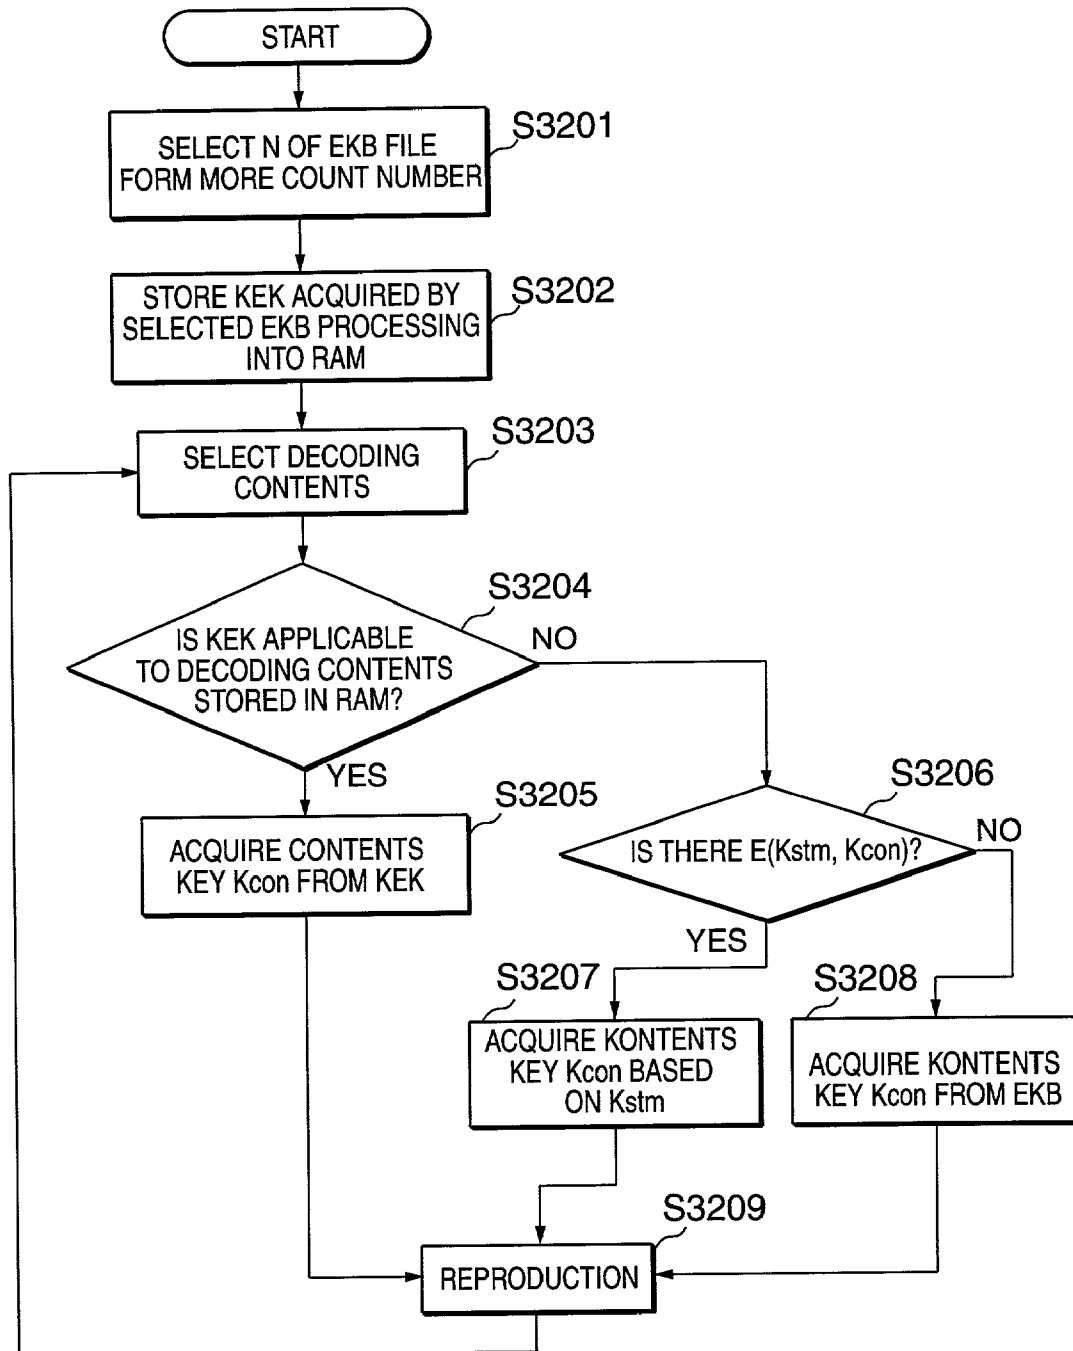 START
S3201
SELECT N OF EKB FILE
FORM MORE COUNT NUMBER
S3202
STORE KEK ACQUIRED BY
SELECTED EKB PROCESSING
INTO RAM
S3203
SELECT DECODING
CONTENTS
S3204
IS KEK APPLICABLE
TO DECODING CONTENTS
STORED IN RAM?
NO
YES
S3205
ACQUIRE CONTENTS
KEY Kcon FROM KEK
S3206
IS THERE E(Kstm, Kcon)?
NO
YES
S3207
ACQUIRE KONTENTS
KEY Kcon BASED
ON Kstm
S3208
ACQUIRE KONTENTS
KEY Kcon FROM EKB
S3209
REPRODUCTION